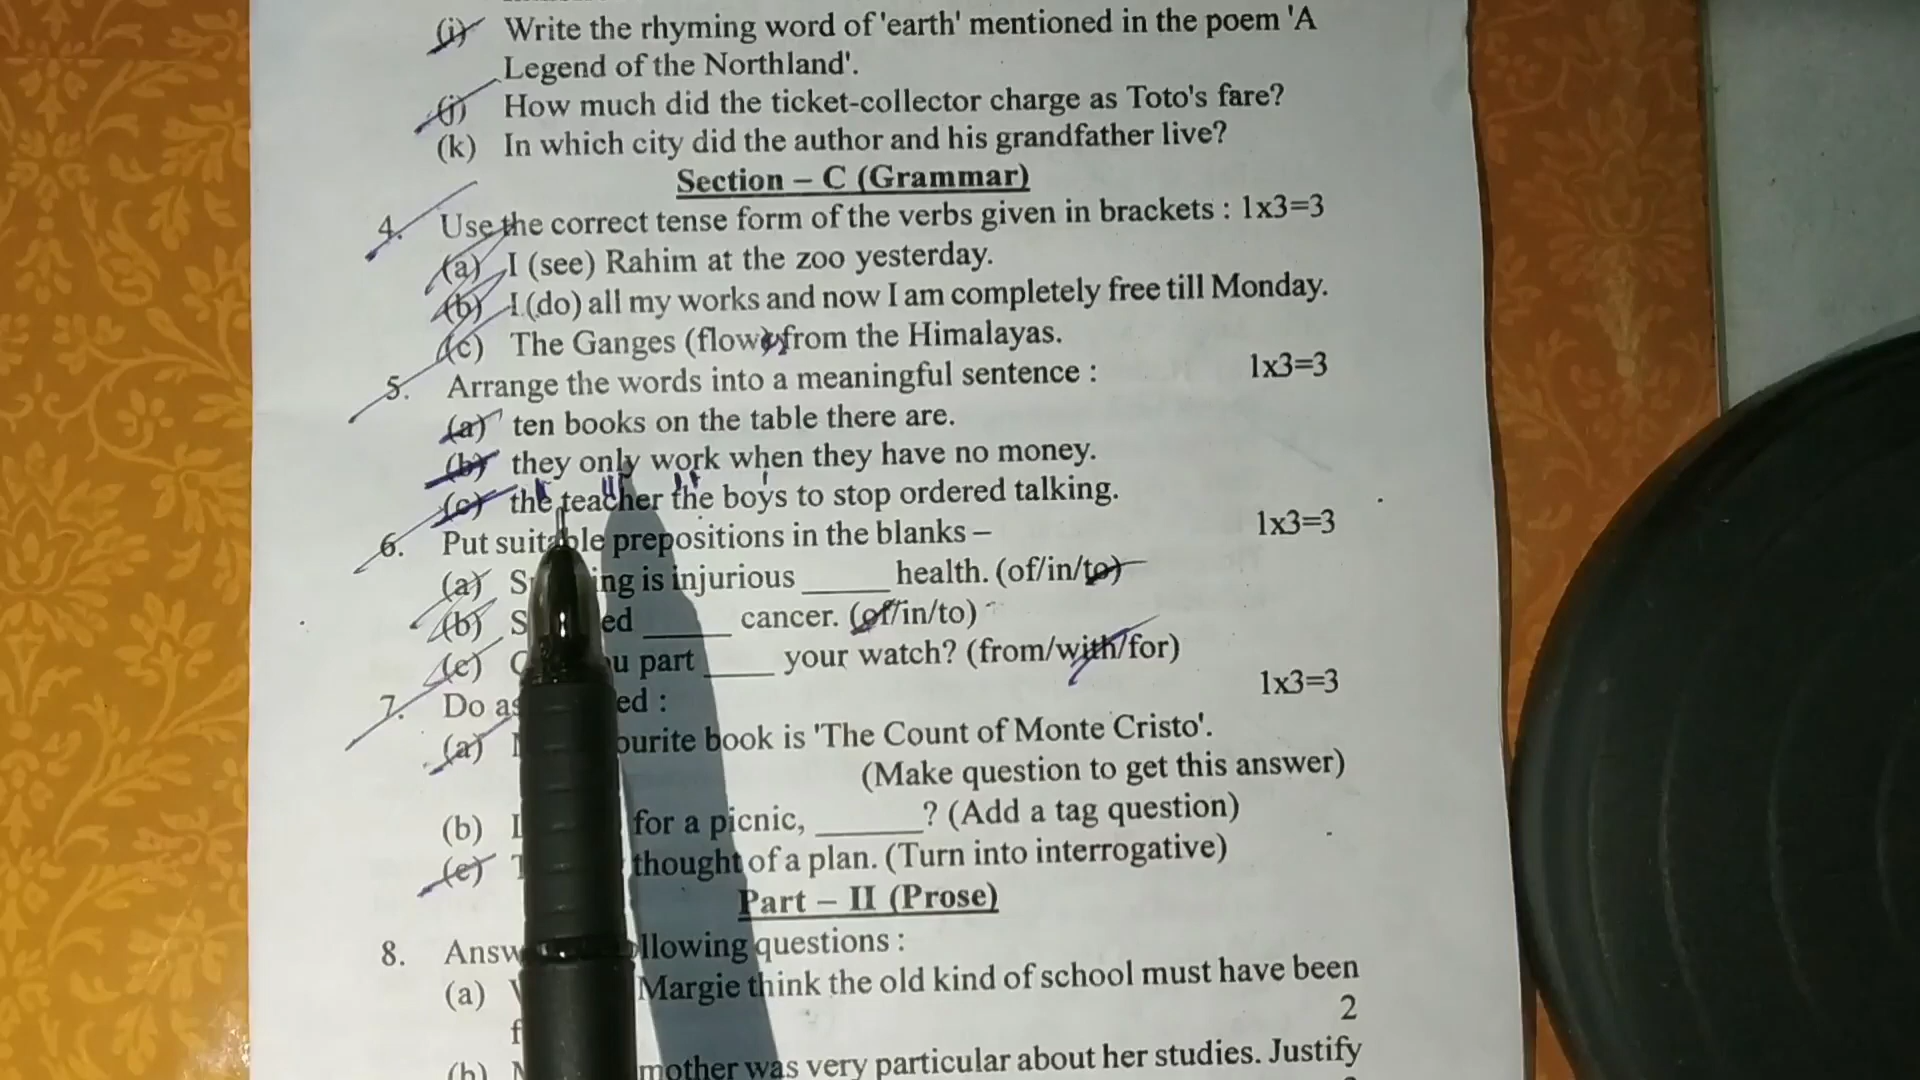 (i) Write the rhyming word of 'earth' mentioned in the poem 'A
Legend of the Northland'.
(j) How much did the ticket-collector charge as Toto's fare?
(k) In which city did the author and his grandfather live?
Section – C (Grammar)
4. Use the correct tense form of the verbs given in brackets : 1x3=3
(a) I (see) Rahim at the zoo yesterday.
(b) I (do) all my works and now I am completely free till Monday.
(c) The Ganges (flow) from the Himalayas.
5. Arrange the words into a meaningful sentence : 1x3=3
(a) ten books on the table there are.
(b) they only work when they have no money.
(c) the teacher the boys to stop ordered talking.
6. Put suitable prepositions in the blanks – 1x3=3
(a) ing is injurious _____ health. (of/in/to)
(b) ed _____ cancer. (of/in/to)
(c) u part ____ your watch? (from/with/for)
7. Do as ed : 1x3=3
(a) ourite book is 'The Count of Monte Cristo'.
(Make question to get this answer)
(b) for a picnic, ______? (Add a tag question)
(c) thought of a plan. (Turn into interrogative)
Part – II (Prose)
8. Answ llowing questions :
(a) Margie think the old kind of school must have been
2
(b) mother was very particular about her studies. Justify